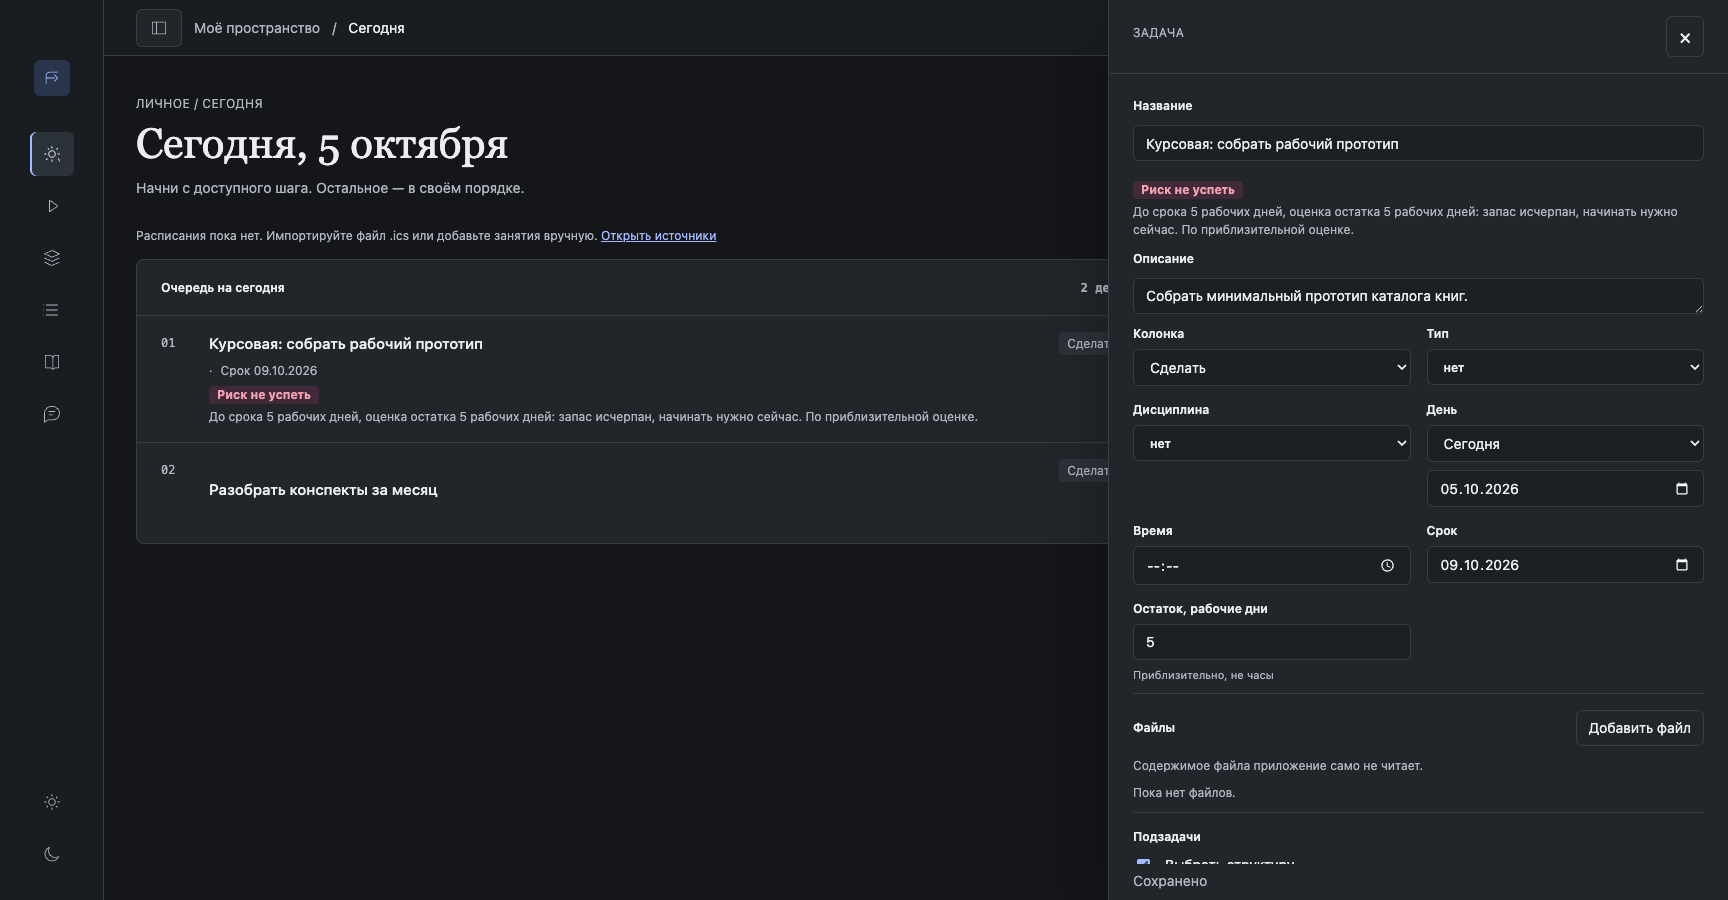 Моё пространство / Сегодня
ЛИЧНОЕ / СЕГОДНЯ
Сегодня, 5 октября
Начни с доступного шага. Остальное — в своём порядке.
Расписания пока нет. Импортируйте файл .ics или добавьте занятия вручную. Открыть источники
Очередь на сегодня
2 де
01
Курсовая: собрать рабочий прототип
Сделат
· Срок 09.10.2026
Риск не успеть
До срока 5 рабочих дней, оценка остатка 5 рабочих дней: запас исчерпан, начинать нужно сейчас. По приблизительной оценке.
02
Сделат
Разобрать конспекты за месяц
ЗАДАЧА
Название
Курсовая: собрать рабочий прототип
Риск не успеть
До срока 5 рабочих дней, оценка остатка 5 рабочих дней: запас исчерпан, начинать нужно
сейчас. По приблизительной оценке.
Описание
Собрать минимальный прототип каталога книг.
Колонка
Тип
Сделать
нет
Дисциплина
День
нет
Сегодня
05.10.2026
Время
Срок
--:--
09.10.2026
Остаток, рабочие дни
5
Приблизительно, не часы
Файлы
Добавить файл
Содержимое файла приложение само не читает.
Пока нет файлов.
Подзадачи
Выбрать структуру
Сохранено